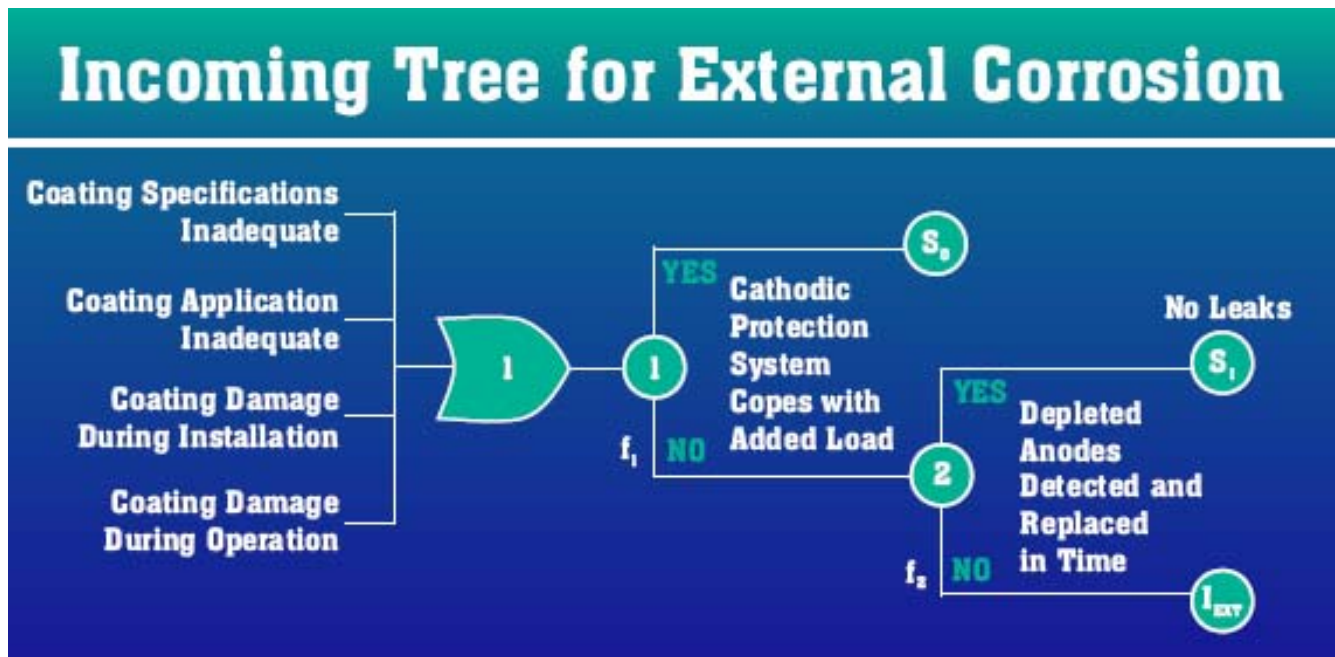 Incoming Tree for External Corrosion
Coating Specifications
Inadequate
Coating Application
Inadequate
Coating Damage
During Installation
Coating Damage
During Operation
1
1
YES
NO
f₁
Cathodic
Protection
System
Copes with
Added Load
S₀
2
YES
NO
f₂
Depleted
Anodes
Detected and
Replaced
in Time
No Leaks
S₁
1EXT